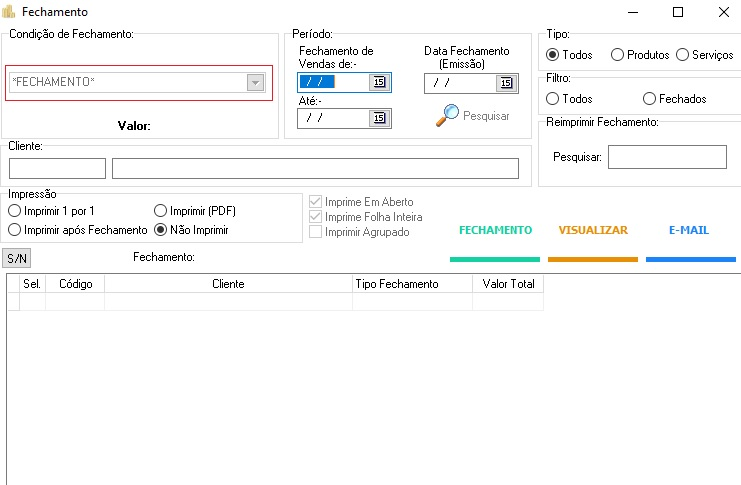 Fechamento
Condição de Fechamento:
*FECHAMENTO*
Valor:
Período:
Fechamento de
Vendas de:-
/ /
15
Até:-
/ /
15
Data Fechamento
(Emissão)
/ /
15
Pesquisar
Tipo:
Todos
Produtos
Serviços
Filtro:
Todos
Fechados
Reimprimir Fechamento:
Pesquisar:
Cliente:
Impressão
Imprimir 1 por 1
Imprimir (PDF)
Imprimir após Fechamento
Não Imprimir
Imprime Em Aberto
Imprime Folha Inteira
Imprimir Agrupado
FECHAMENTO
VISUALIZAR
E-MAIL
S/N
Fechamento:
Sel. Código Cliente Tipo Fechamento Valor Total